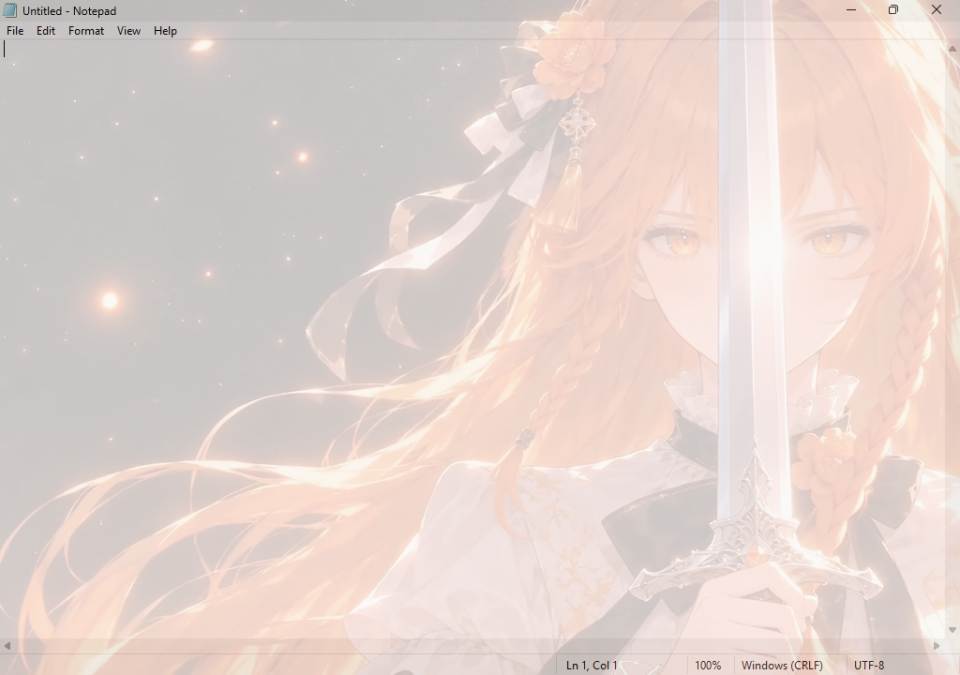 Untitled - Notepad
File Edit Format View Help
Ln 1, Col 1 100% Windows (CRLF) UTF-8